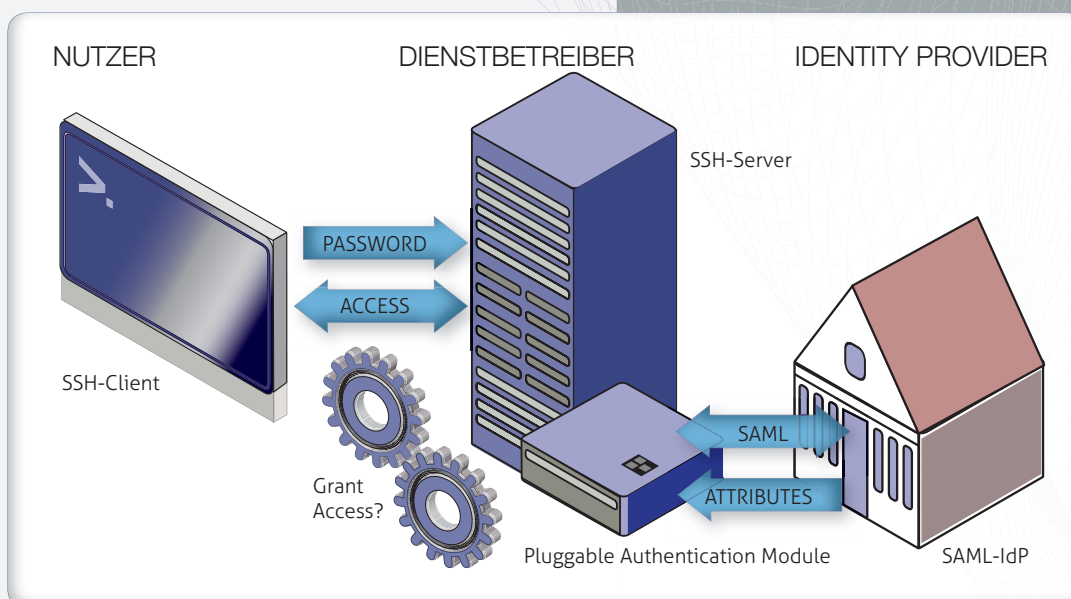 NUTZER
DIENSTBETREIBER
IDENTITY PROVIDER
SSH-Server
PASSWORD
ACCESS
SSH-Client
SAML
Grant
Access?
ATTRIBUTES
Pluggable Authentication Module
SAML-IdP